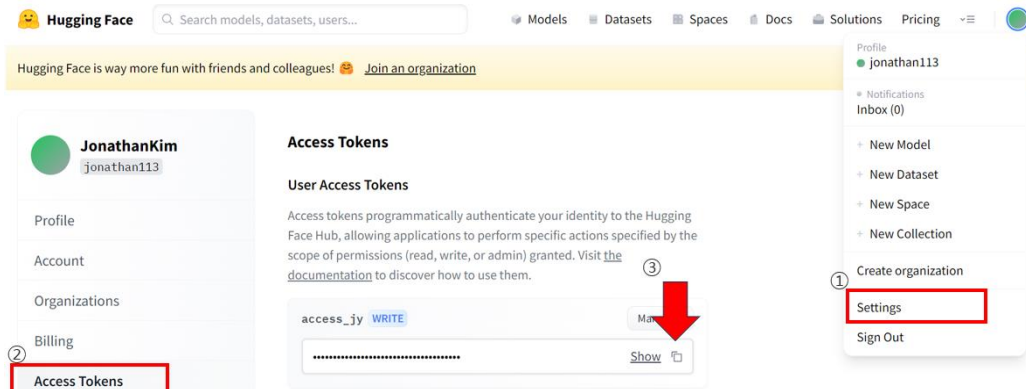 Hugging Face
Search models, datasets, users...
Models
Datasets
Spaces
Docs
Solutions
Pricing
Hugging Face is way more fun with friends and colleagues! 🤗 Join an organization
Profile
jonathan113
Notifications
Inbox (0)
+ New Model
+ New Dataset
+ New Space
+ New Collection
Create organization
①
Settings
Sign Out
JonathanKim
jonathan113
Profile
Account
Organizations
Billing
②
Access Tokens
Access Tokens
User Access Tokens
Access tokens programmatically authenticate your identity to the Hugging
Face Hub, allowing applications to perform specific actions specified by the
scope of permissions (read, write, or admin) granted. Visit the
documentation to discover how to use them.
③
access_jy WRITE
Show